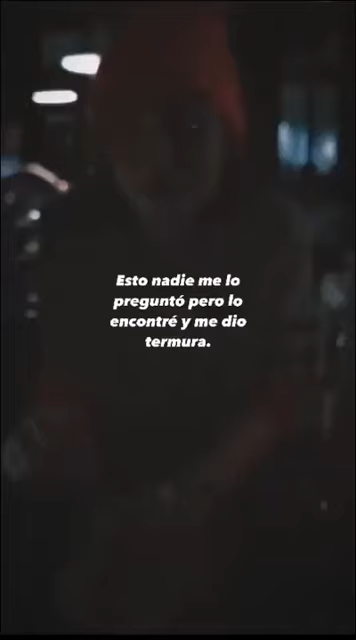 Esto nadie me lo
preguntó pero lo
encontré y me dio
termura.